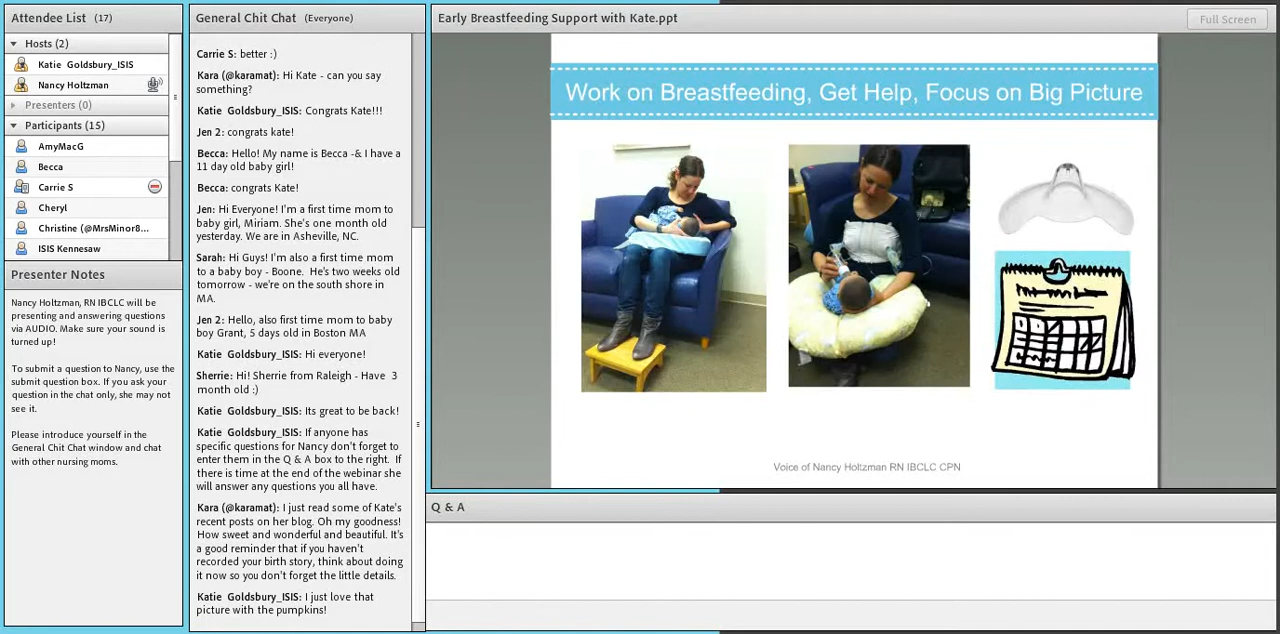 Attendee List (17)
Hosts (2)
Katie Goldsbury_ISIS
Nancy Holtzman
Presenters (0)
Participants (15)
AmyMacG
Becca
Carrie S
Cheryl
Christine (@MrsMinor8...
ISIS Kennesaw
Presenter Notes
Nancy Holtzman, RN IBCLC will be
presenting and answering questions
via AUDIO. Make sure your sound is
turned up!
To submit a question to Nancy, use the
submit question box. If you ask your
question in the chat only, she may not
see it.
Please introduce yourself in the
General Chit Chat window and chat
with other nursing moms.
General Chit Chat (Everyone)
Carrie S: better :)
Kara (@karamat): Hi Kate - can you say
something?
Katie Goldsbury_ISIS: Congrats Kate!!!
Jen 2: congrats kate!
Becca: Hello! My name is Becca -& I have a
11 day old baby girl!
Becca: congrats Kate!
Jen: Hi Everyone! I'm a first time mom to
baby girl, Miriam. She's one month old
yesterday. We are in Asheville, NC.
Sarah: Hi Guys! I'm also a first time mom
to a baby boy - Boone. He's two weeks old
tomorrow - we're on the south shore in
MA.
Jen 2: Hello, also first time mom to baby
boy Grant, 5 days old in Boston MA
Katie Goldsbury_ISIS: Hi everyone!
Sherrie: Hi! Sherrie from Raleigh - Have 3
month old :)
Katie Goldsbury_ISIS: Its great to be back!
Katie Goldsbury_ISIS: If anyone has
specific questions for Nancy don't forget to
enter them in the Q & A box to the right. If
there is time at the end of the webinar she
will answer any questions you all have.
Kara (@karamat): I just read some of Kate's
recent posts on her blog. Oh my goodness!
How sweet and wonderful and beautiful. It's
a good reminder that if you haven't
recorded your birth story, think about doing
it now so you don't forget the little details.
Katie Goldsbury_ISIS: I just love that
picture with the pumpkins!
Early Breastfeeding Support with Kate.ppt
Full Screen
Work on Breastfeeding, Get Help, Focus on Big Picture
Voice of Nancy Holtzman RN IBCLC CPN
Q & A